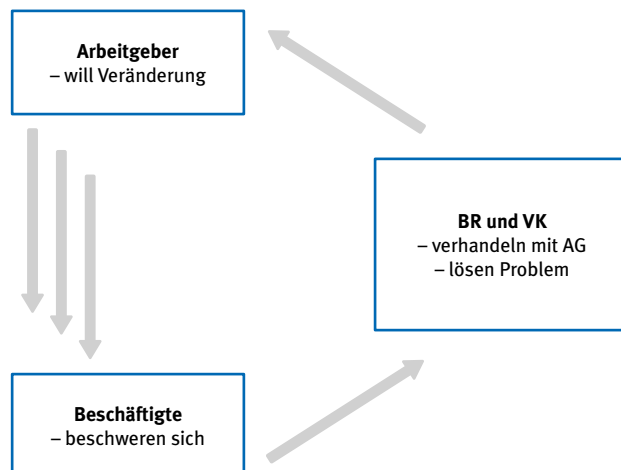 Arbeitgeber
– will Veränderung
BR und VK
– verhandeln mit AG
– lösen Problem
Beschäftigte
– beschweren sich